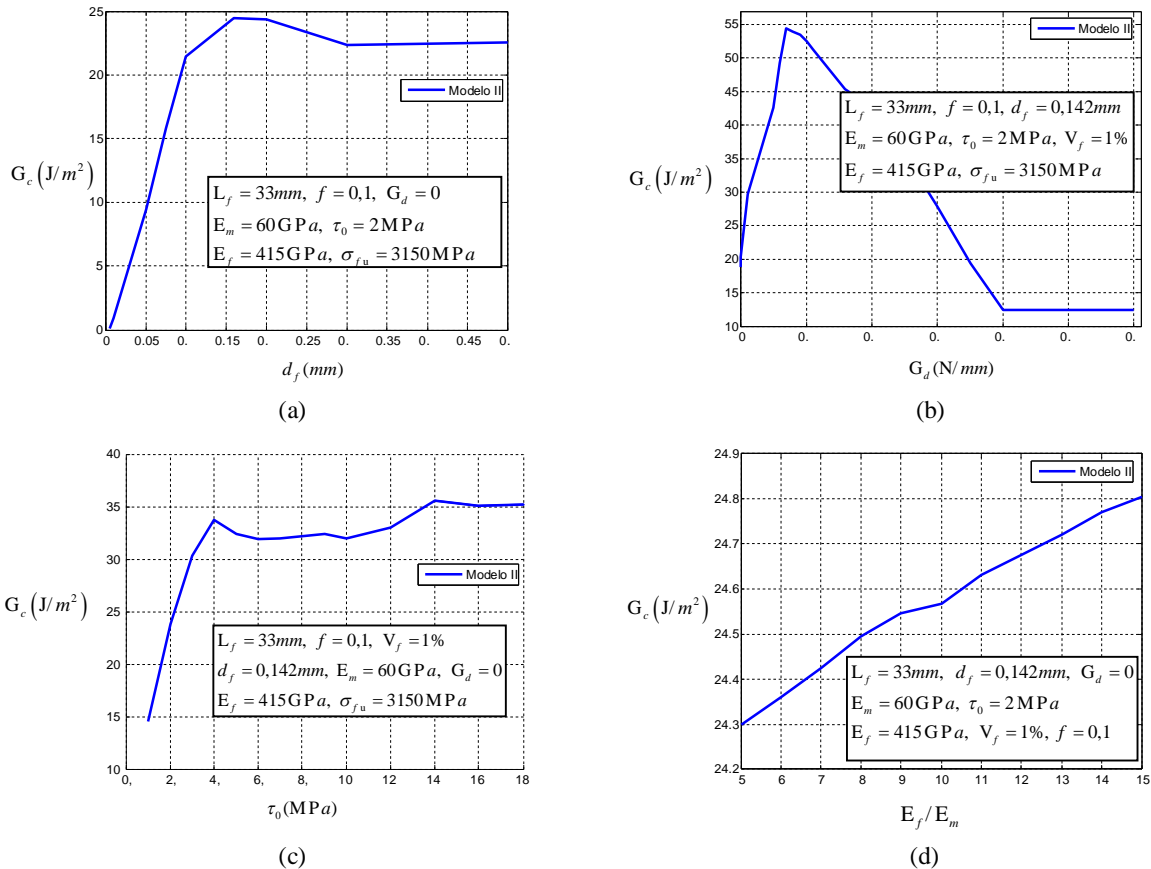 25
20
15
10
5
0
0 0.05 0. 0.15 0. 0.25 0. 0.35 0. 0.45 0.
G_c (J/m²)
d_f (mm)
Modelo II
L_f = 33mm, f = 0,1, G_d = 0
E_m = 60GPa, τ_0 = 2MPa
E_f = 415GPa, σ_fu = 3150MPa
(a)
55
50
45
40
35
30
25
20
15
10
0. 0. 0. 0. 0. 0. 0.
G_c (J/m²)
G_d (N/mm)
Modelo II
L_f = 33mm, f = 0,1, d_f = 0,142mm
E_m = 60GPa, τ_0 = 2MPa, V_f = 1%
E_f = 415GPa, σ_fu = 3150MPa
(b)
40
35
30
25
20
15
10
0, 2, 4, 6, 8, 10 12 14 16 18
G_c (J/m²)
τ_0 (MPa)
Modelo II
L_f = 33mm, f = 0,1, V_f = 1%
d_f = 0,142mm, E_m = 60GPa, G_d = 0
E_f = 415GPa, σ_fu = 3150MPa
(c)
24.9
24.8
24.7
24.6
24.5
24.4
24.3
24.2
5 6 7 8 9 10 11 12 13 14 15
G_c (J/m²)
E_f/E_m
Modelo II
L_f = 33mm, d_f = 0,142mm, G_d = 0
E_m = 60GPa, τ_0 = 2MPa
E_f = 415GPa, V_f = 1%, f = 0,1
(d)